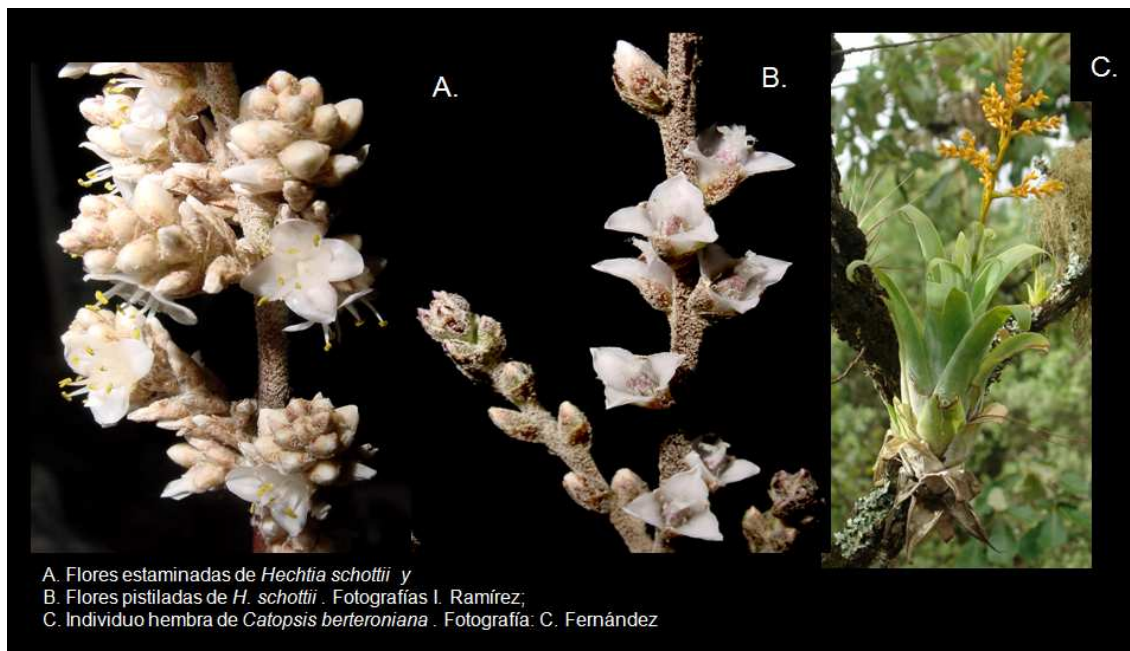 A.
B.
C.
A. Flores estaminadas de Hechtia schottii y
B. Flores pistiladas de H. schottii . Fotografías I. Ramírez;
C. Individuo hembra de Catopsis berteroniana . Fotografía: C. Fernández